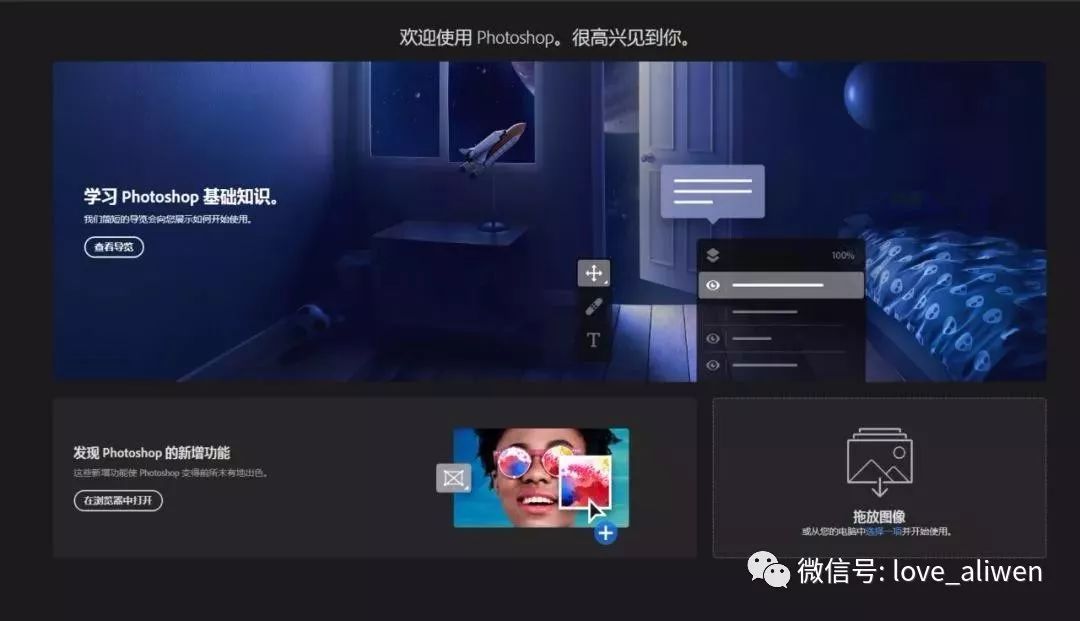 欢迎使用 Photoshop。很高兴见到你。
学习 Photoshop 基础知识。
我们简短的导览会向您展示如何开始使用。
查看导览
100%
T
发现 Photoshop 的新增功能
这些新增功能使 Photoshop 变得前所未有地出色。
在浏览器中打开
拖放图像
或从您的电脑中选择一项并开始使用。
微信号: love_aliwen